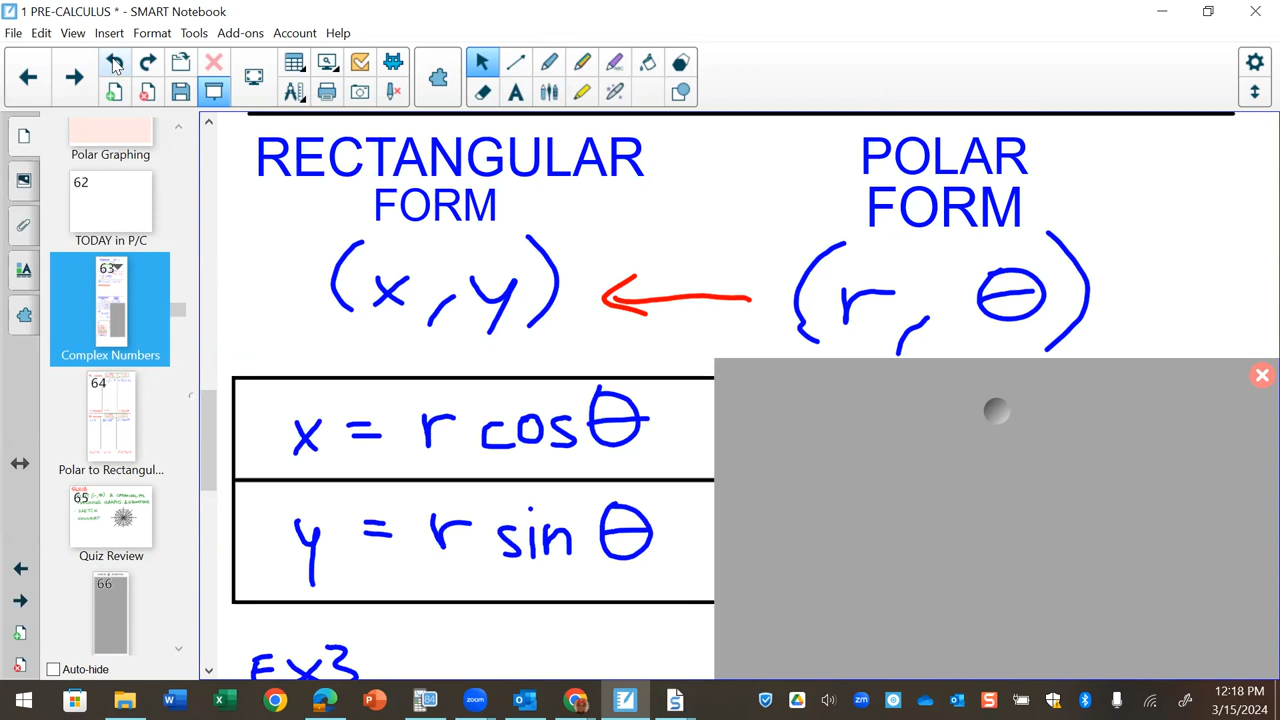 1 PRE-CALCULUS * - SMART Notebook
File Edit View Insert Format Tools Add-ons Account Help
Polar Graphing
62
TODAY in P/C
63
Complex Numbers
64
Polar to Rectangul...
65
Quiz Review
66
Auto-hide
RECTANGULAR
FORM
(x, y)
POLAR
FORM
(r, θ)
x = r cos θ
y = r sin θ
EX3
12:18 PM
3/15/2024